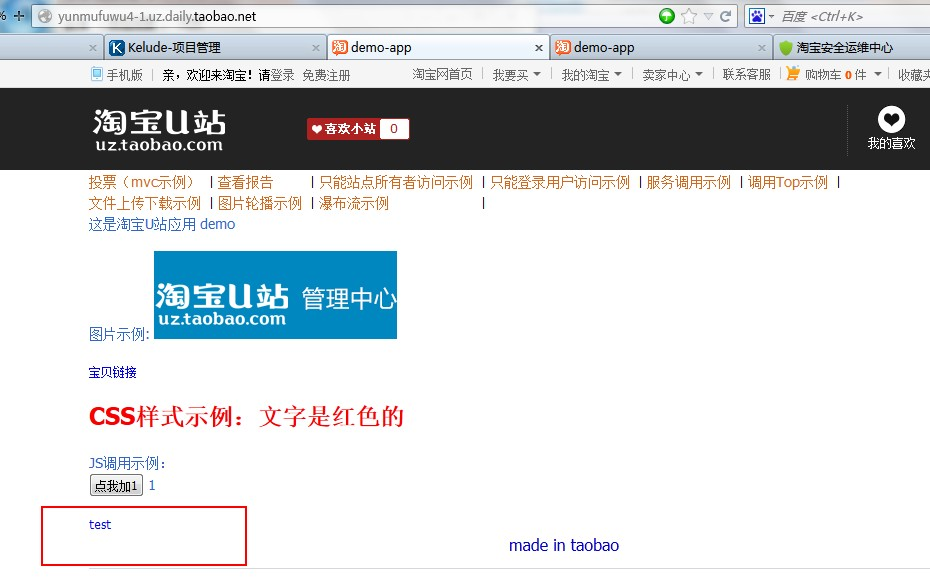 % + yunmufuwu4-1.uz.daily.taobao.net 百度 <Ctrl+K>
× K Kelude-项目管理 × 淘 demo-app × 淘 demo-app × 淘宝安全运维中心
手机版 亲，欢迎来淘宝！请登录 免费注册 淘宝网首页 我要买 我的淘宝 卖家中心 联系客服 购物车 0 件 收藏夹
淘宝U站 喜欢小站 0
uz.taobao.com 我的喜欢
投票（mvc示例） | 查看报告 | 只能站点所有者访问示例 | 只能登录用户访问示例 | 服务调用示例 | 调用Top示例 |
文件上传下载示例 | 图片轮播示例 | 瀑布流示例 |
这是淘宝U站应用 demo
淘宝U站 管理中心
uz.taobao.com
图片示例:
宝贝链接
CSS样式示例：文字是红色的
JS调用示例：
点我加1 1
test
made in taobao